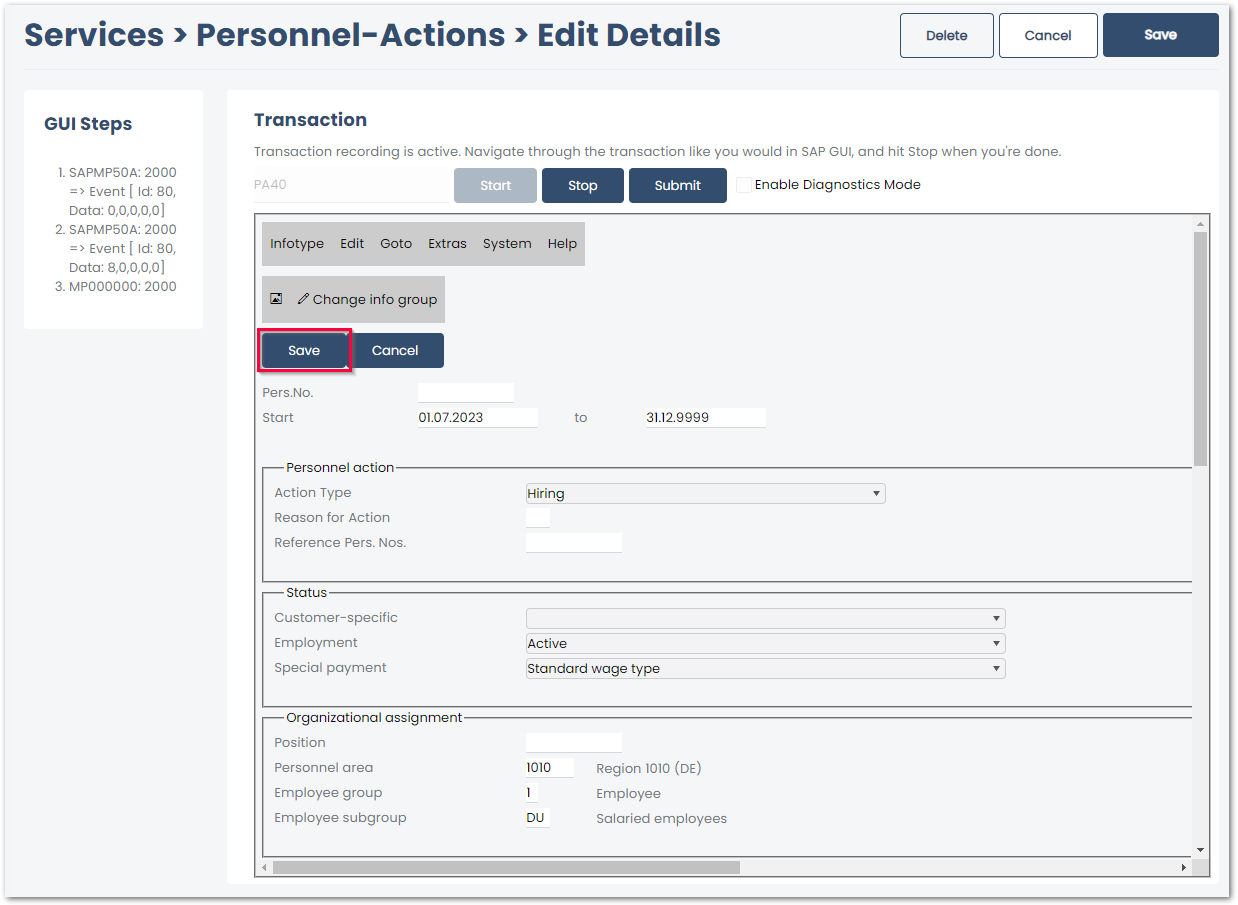 Services > Personnel-Actions > Edit Details
Delete
Cancel
Save
GUI Steps
1. SAPMP50A: 2000
=> Event [ Id: 80,
Data: 0,0,0,0,0]
2. SAPMP50A: 2000
=> Event [ Id: 80,
Data: 8,0,0,0,0]
3. MP000000: 2000
Transaction
Transaction recording is active. Navigate through the transaction like you would in SAP GUI, and hit Stop when you're done.
PA40
Start
Stop
Submit
Enable Diagnostics Mode
Infotype Edit Goto Extras System Help
Change info group
Save
Cancel
Pers.No.
Start 01.07.2023 to 31.12.9999
Personnel action
Action Type Hiring
Reason for Action
Reference Pers. Nos.
Status
Customer-specific
Employment Active
Special payment Standard wage type
Organizational assignment
Position
Personnel area 1010 Region 1010 (DE)
Employee group 1 Employee
Employee subgroup DU Salaried employees